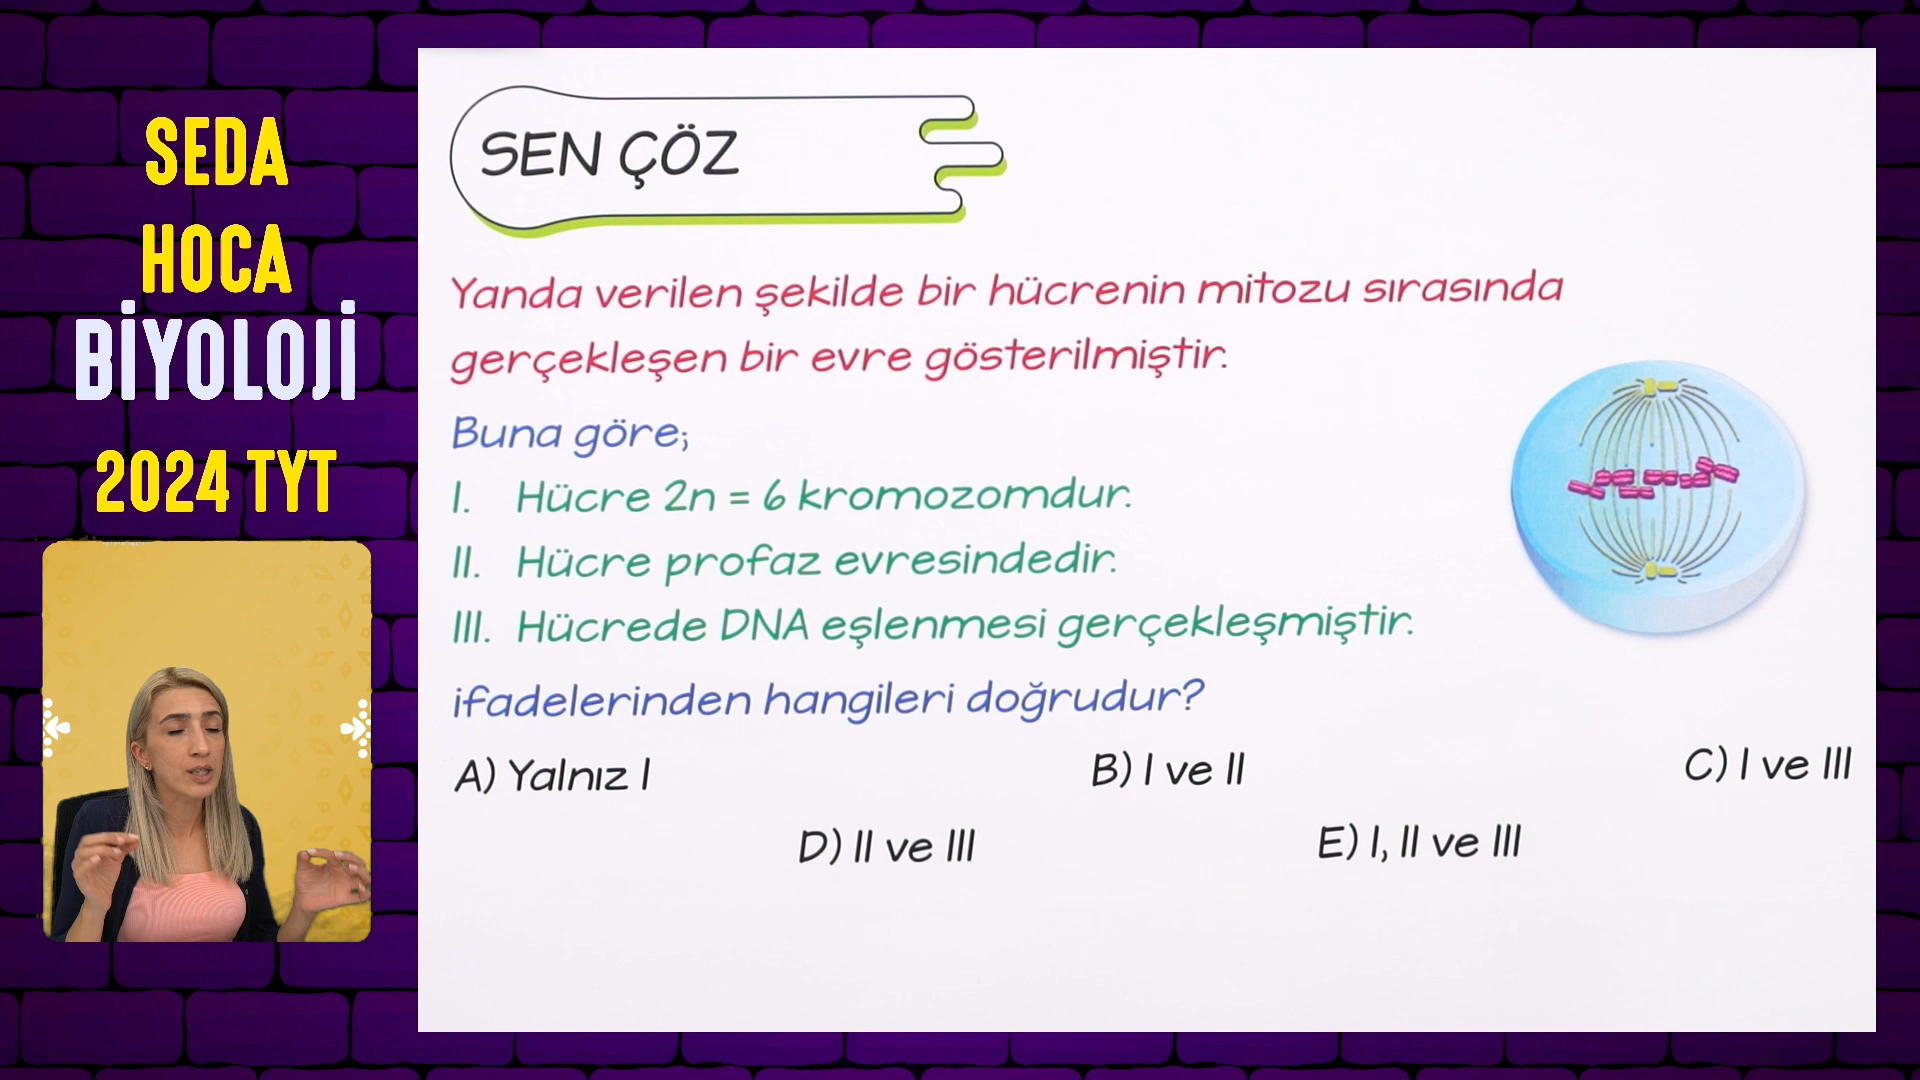 SEDA
HOCA
BİYOLOJİ
2024 TYT
SEN ÇÖZ
Yanda verilen şekilde bir hücrenin mitozu sırasında
gerçekleşen bir evre gösterilmiştir.
Buna göre;
I. Hücre 2n = 6 kromozomdur.
II. Hücre profaz evresindedir.
III. Hücrede DNA eşlenmesi gerçekleşmiştir.
ifadelerinden hangileri doğrudur?
A) Yalnız I B) I ve II C) I ve III
D) II ve III E) I, II ve III